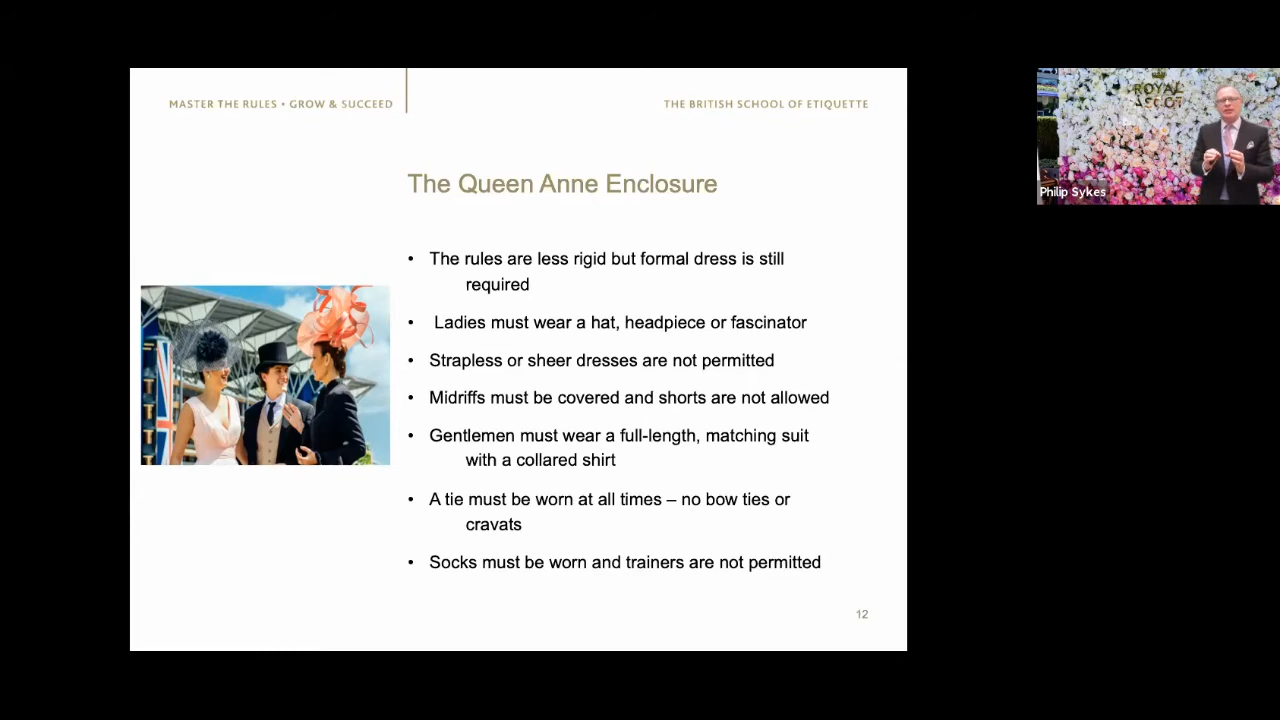 MASTER THE RULES • GROW & SUCCEED
THE BRITISH SCHOOL OF ETIQUETTE
The Queen Anne Enclosure
• The rules are less rigid but formal dress is still
required
• Ladies must wear a hat, headpiece or fascinator
• Strapless or sheer dresses are not permitted
• Midriffs must be covered and shorts are not allowed
• Gentlemen must wear a full-length, matching suit
with a collared shirt
• A tie must be worn at all times – no bow ties or
cravats
• Socks must be worn and trainers are not permitted
12
ROYAL
ASCOT
Philip Sykes